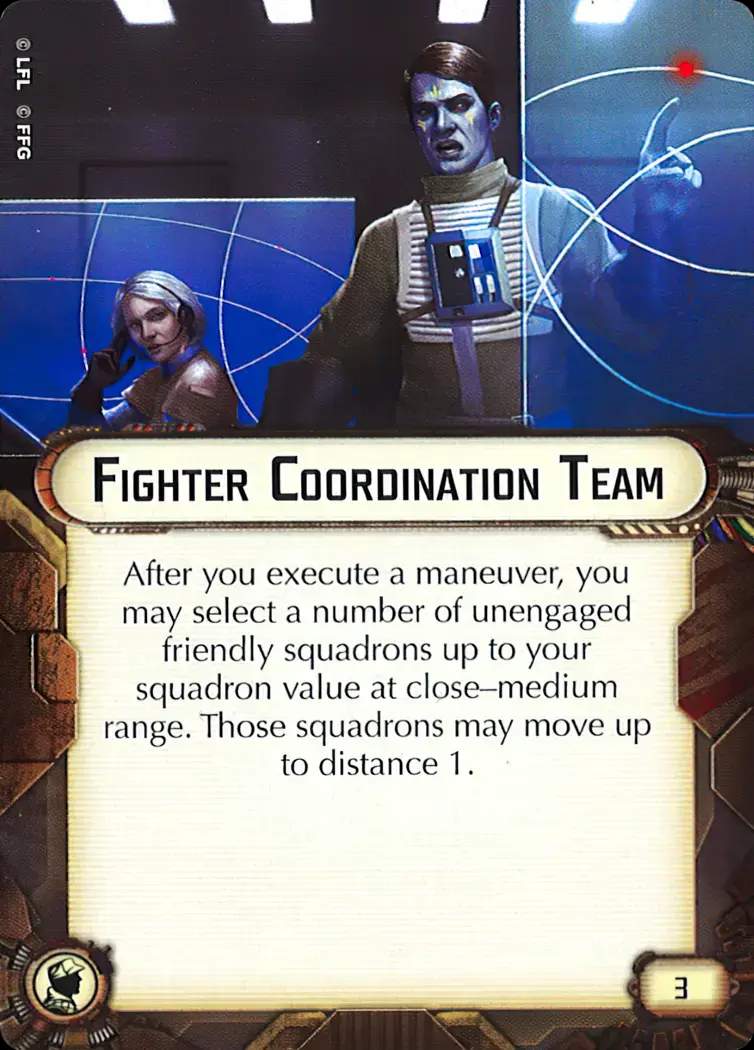 © LFL © FFG
Fighter Coordination Team
After you execute a maneuver, you
may select a number of unengaged
friendly squadrons up to your
squadron value at close–medium
range. Those squadrons may move up
to distance 1.
3